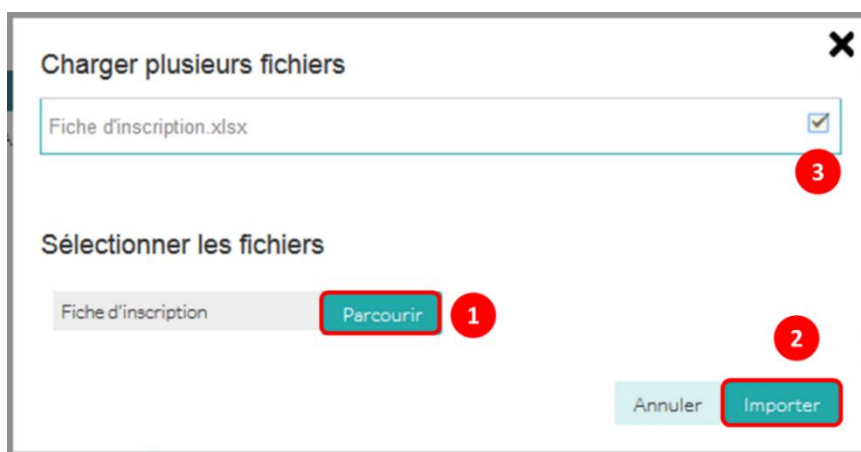 Charger plusieurs fichiers
Fiche d'inscription.xlsx
3
Sélectionner les fichiers
Fiche d'inscription Parcourir 1
2
Annuler Importer